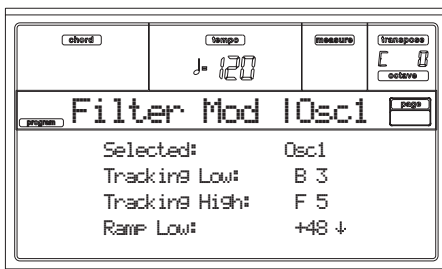 chord tempo measure transpose
♩= 120 C 0
octave
program Filter Mod |Osc1 page
Selected: Osc1
Tracking Low: B 3
Tracking High: F 5
Ramp Low: +48 ↓